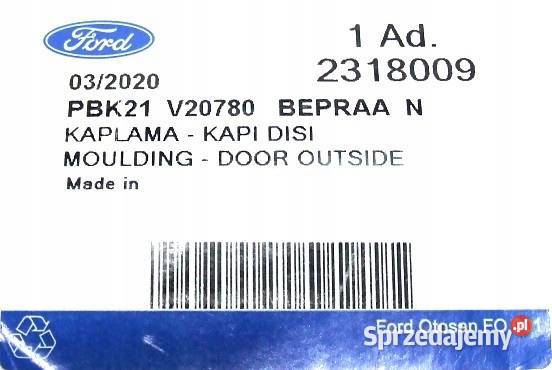 Ford
1 Ad.
03/2020
2318009
PBK21 V20780 BEPRAA N
KAPLAMA - KAPI DISI
MOULDING - DOOR OUTSIDE
Made in
Ford Otosan EO
Sprzedajemy.pl